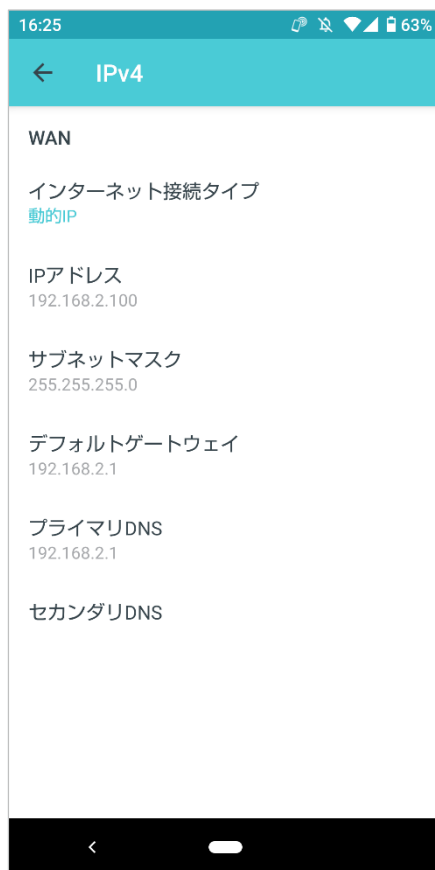 16:25
63%
IPv4
WAN
インターネット接続タイプ
動的IP
IPアドレス
192.168.2.100
サブネットマスク
255.255.255.0
デフォルトゲートウェイ
192.168.2.1
プライマリDNS
192.168.2.1
セカンダリDNS